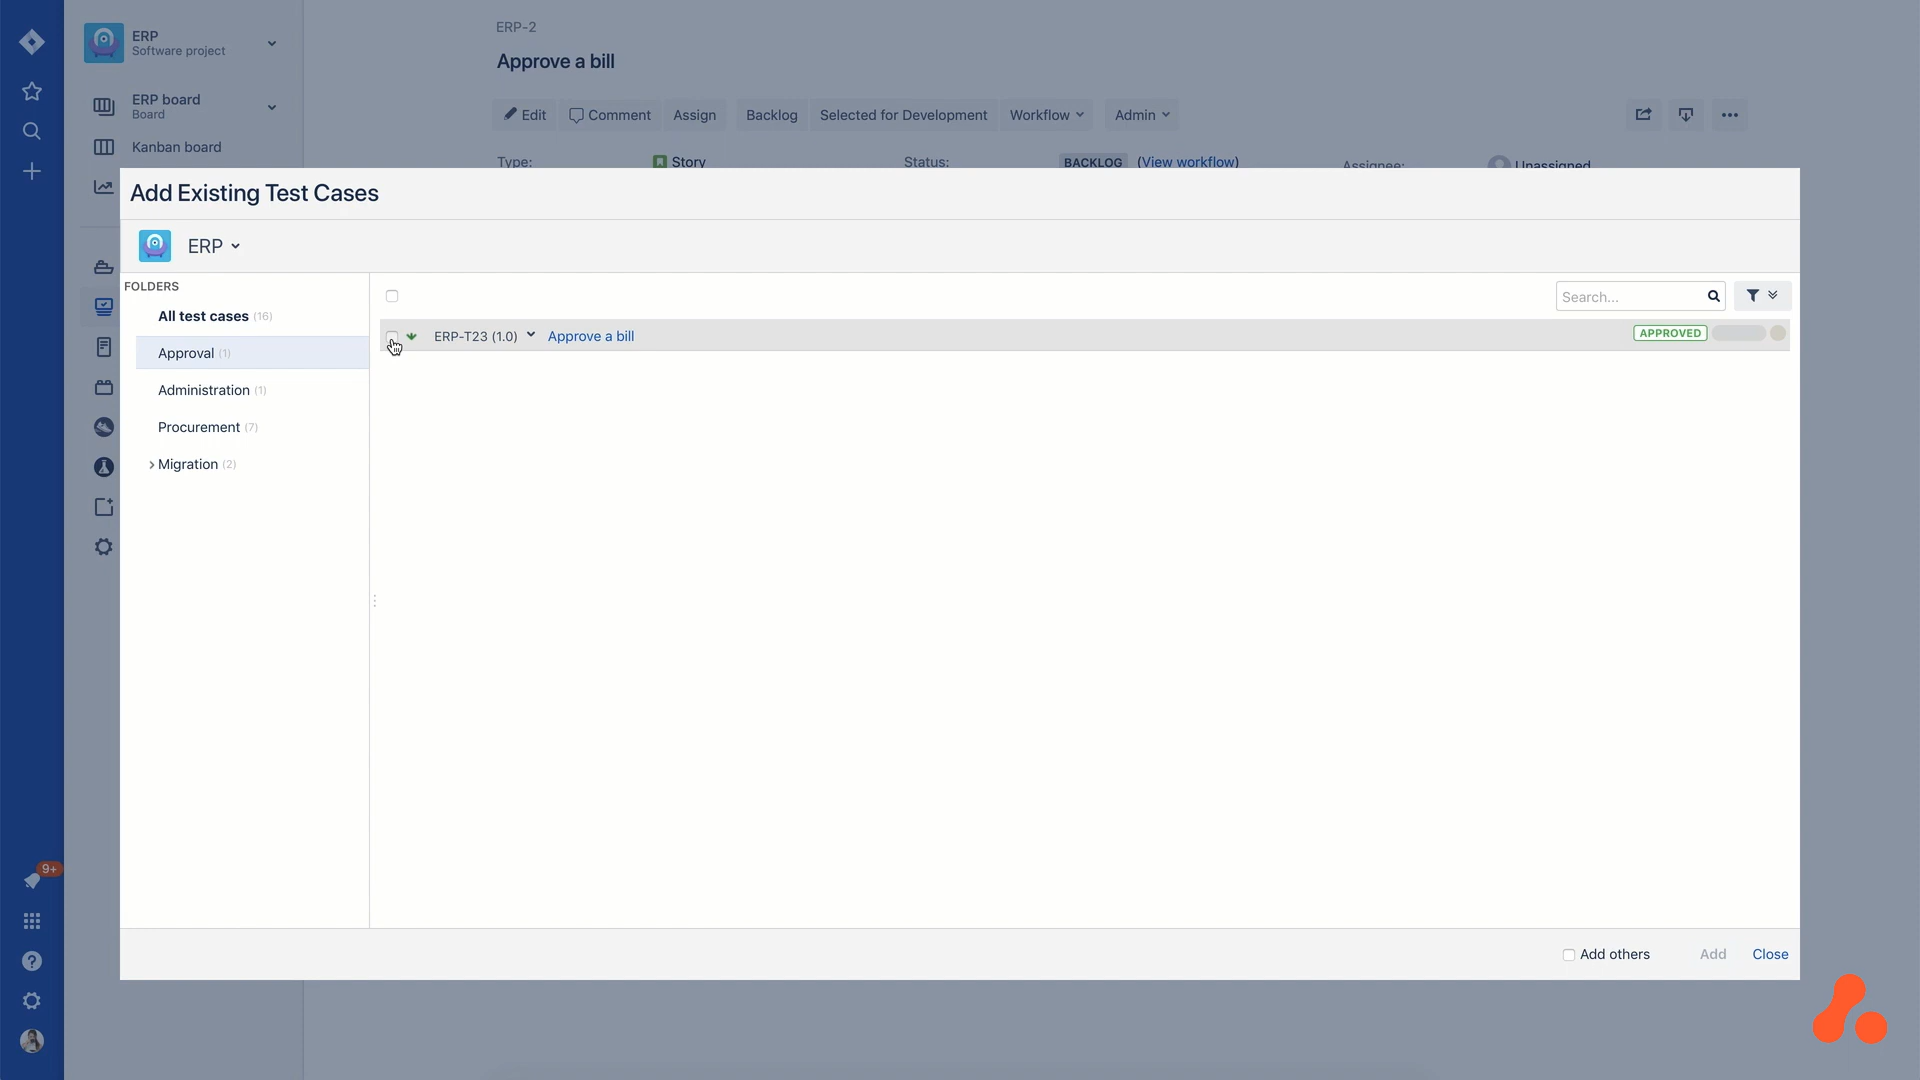 ERP
Software project
ERP board
Board
Kanban board
9+
ERP-2
Approve a bill
Edit
Comment
Assign
Backlog
Selected for Development
Workflow
Admin
Type:
Story
Status:
BACKLOG
(View workflow)
Assignee:
Unassigned
Add Existing Test Cases
ERP
FOLDERS
All test cases (16)
Approval (1)
Administration (1)
Procurement (7)
Migration (2)
Search...
ERP-T23 (1.0)
Approve a bill
APPROVED
Add others
Add
Close